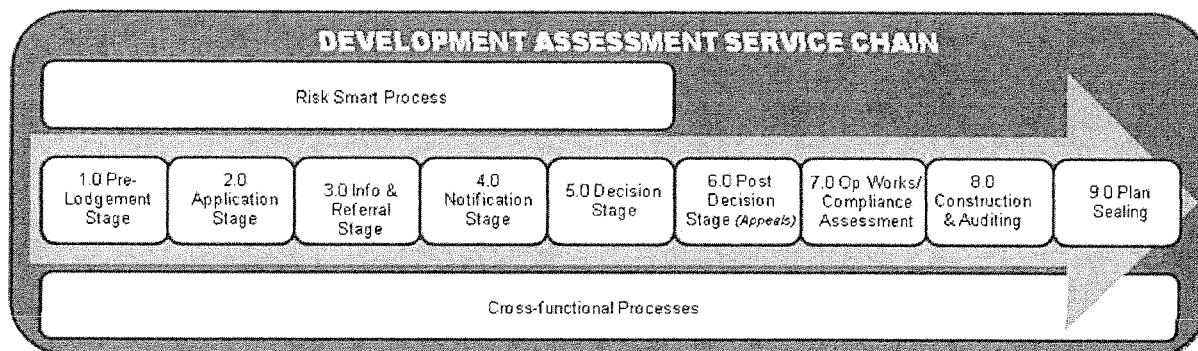 DEVELOPMENT ASSESSMENT SERVICE CHAIN
Risk Smart Process
1.0 Pre-
Lodgement
Stage
2.0
Application
Stage
3.0 Info &
Referral
Stage
4.0
Notification
Stage
5.0 Decision
Stage
6.0 Post
Decision
Stage (Appeals)
7.0 Op Works/
Compliance
Assessment
8.0
Construction
& Auditing
9.0 Plan
Sealing
Cross-functional Processes